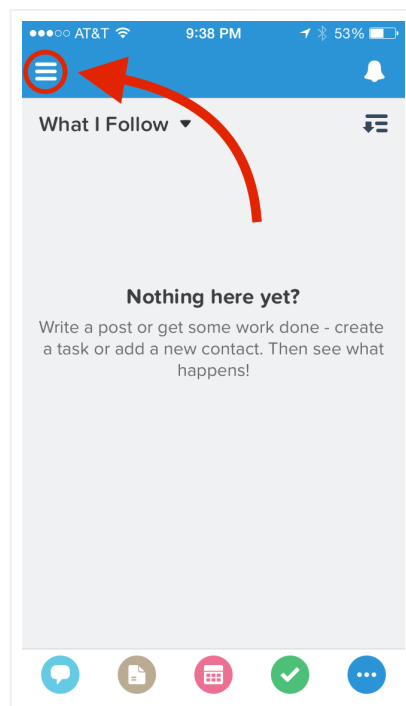 AT&T 9:38 PM 53%
What I Follow
Nothing here yet?
Write a post or get some work done - create
a task or add a new contact. Then see what
happens!